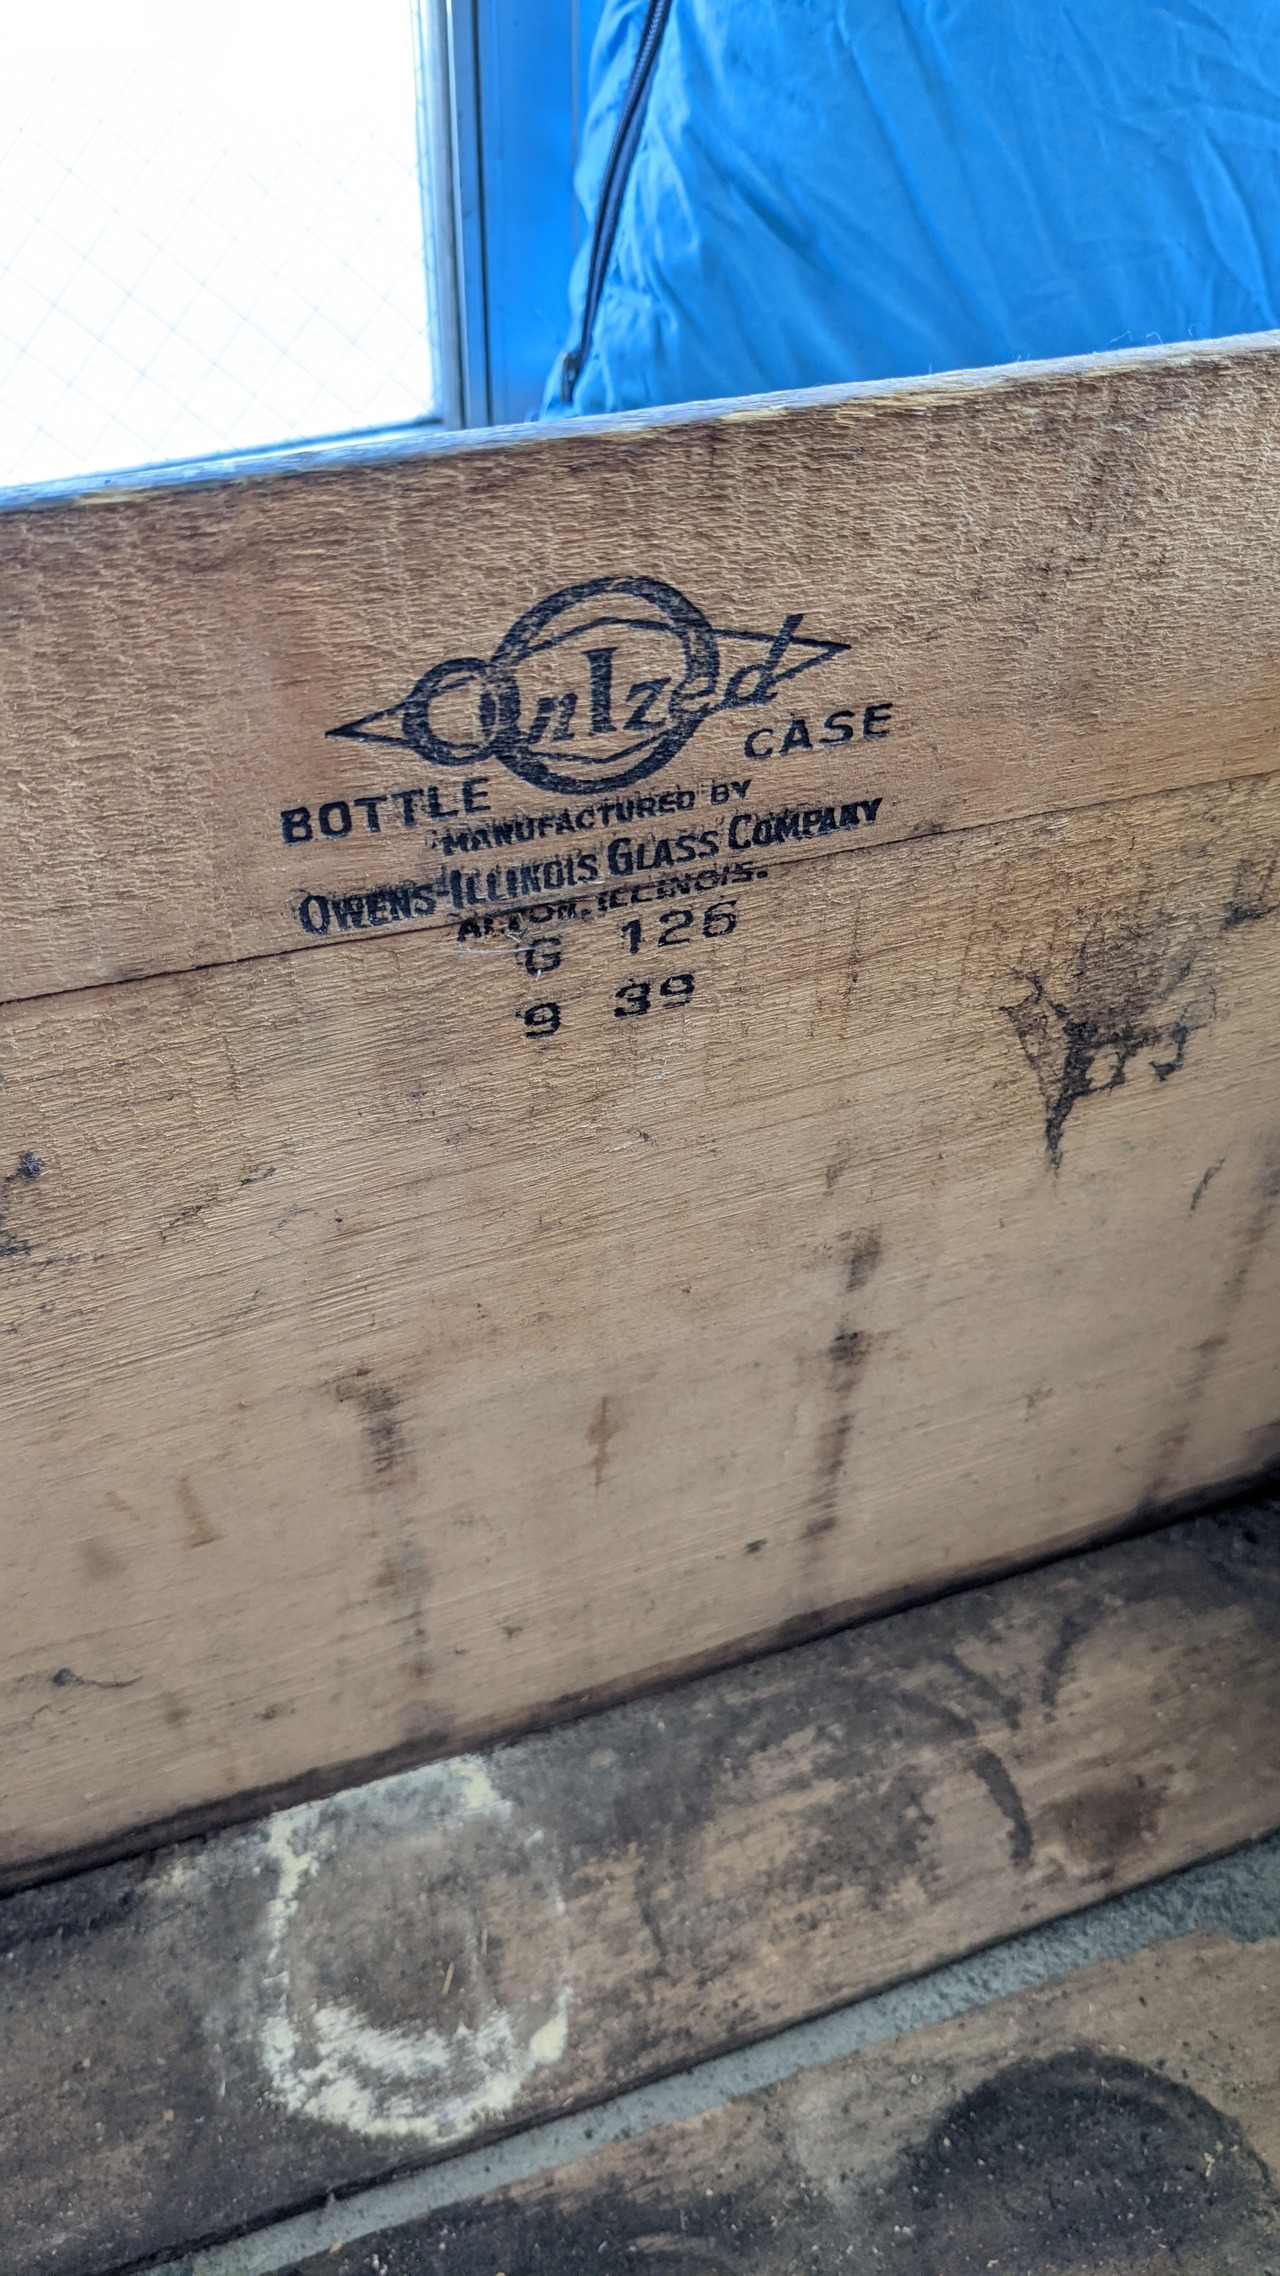 OnIzed
BOTTLE CASE
MANUFACTURED BY
OWENS-ILLINOIS GLASS COMPANY
ALTON, ILLINOIS.
G 126
9 39